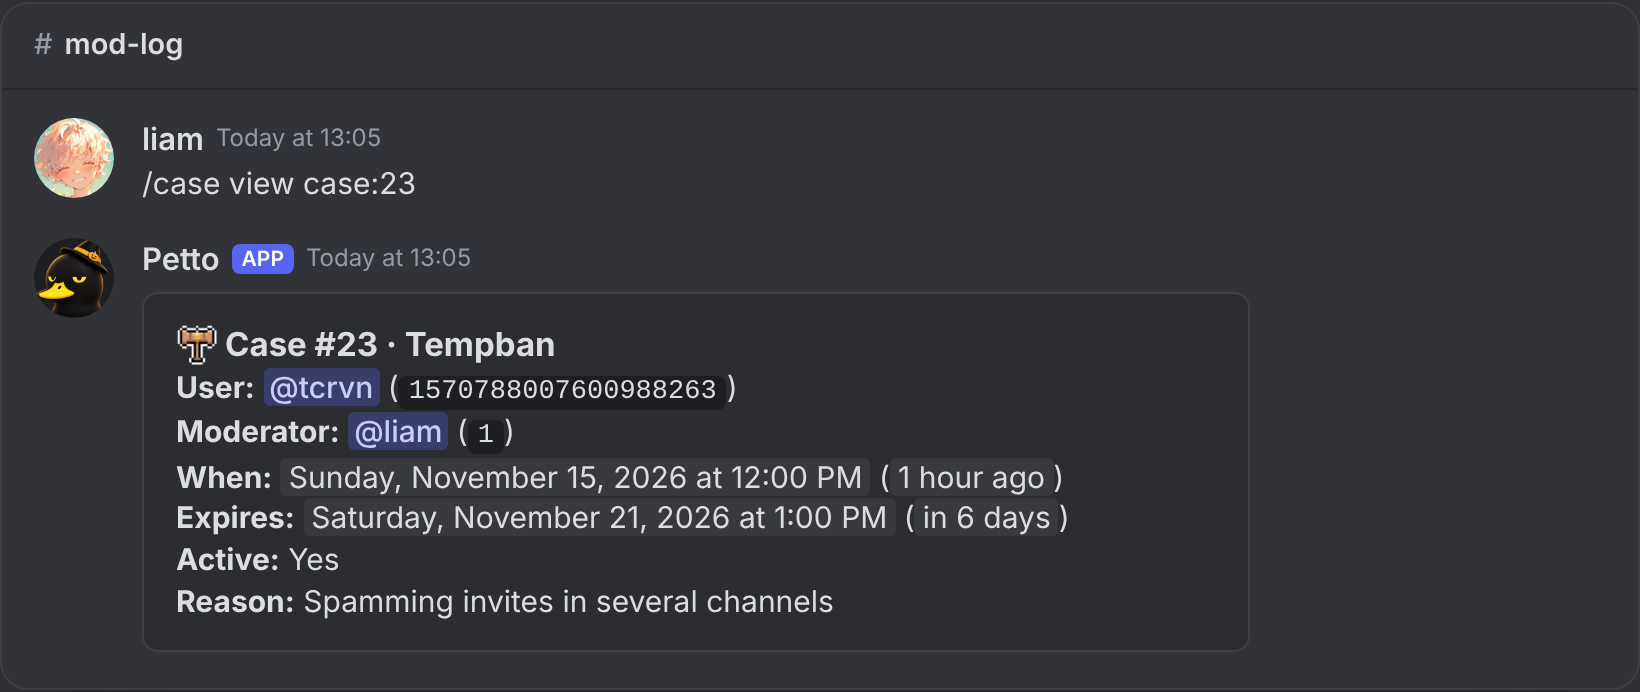 # mod-log
liam Today at 13:05
/case view case:23
Petto APP Today at 13:05
Case #23 · Tempban
User: @tcrvn (1570788007600988263)
Moderator: @liam (1)
When: Sunday, November 15, 2026 at 12:00 PM (1 hour ago)
Expires: Saturday, November 21, 2026 at 1:00 PM (in 6 days)
Active: Yes
Reason: Spamming invites in several channels